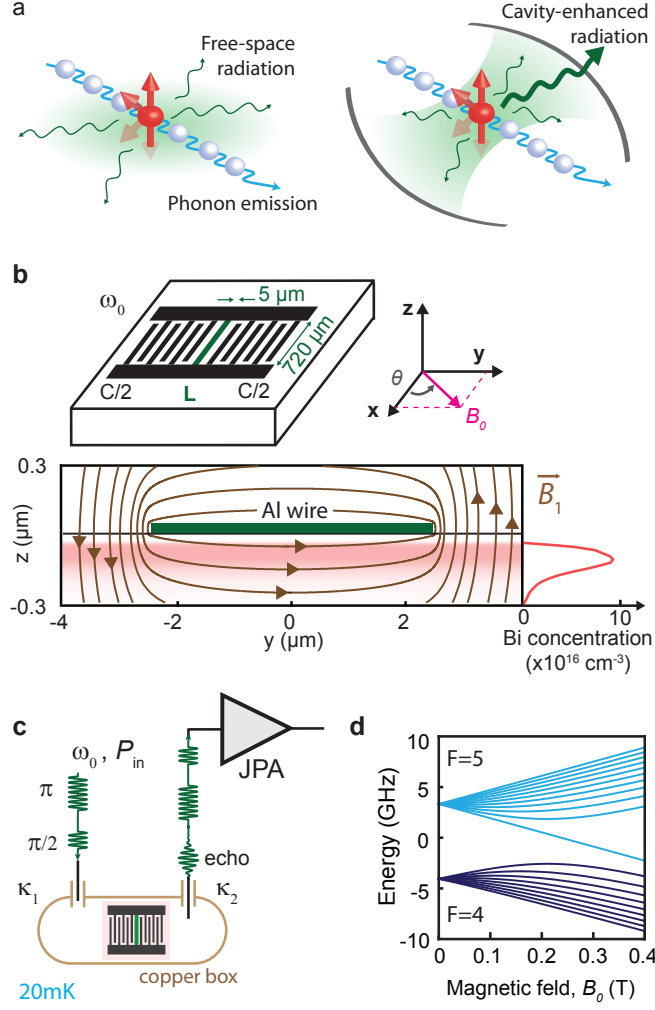 a
Free-space
radiation
Phonon emission
Cavity-enhanced
radiation
b
ω₀
5 μm
720 μm
C/2
L
C/2
z
y
x
θ
B₀
0.3
z (μm)
-0.3
Al wire
B₁
-4
-2
0
2
y (μm)
0
10
Bi concentration
(x10¹⁶ cm⁻³)
c
ω₀ , Pin
π
π/2
JPA
echo
κ₁
κ₂
copper box
20mK
d
10
5
0
-5
-10
Energy (GHz)
F=5
F=4
0
0.1
0.2
0.3
0.4
Magnetic feld, B₀ (T)